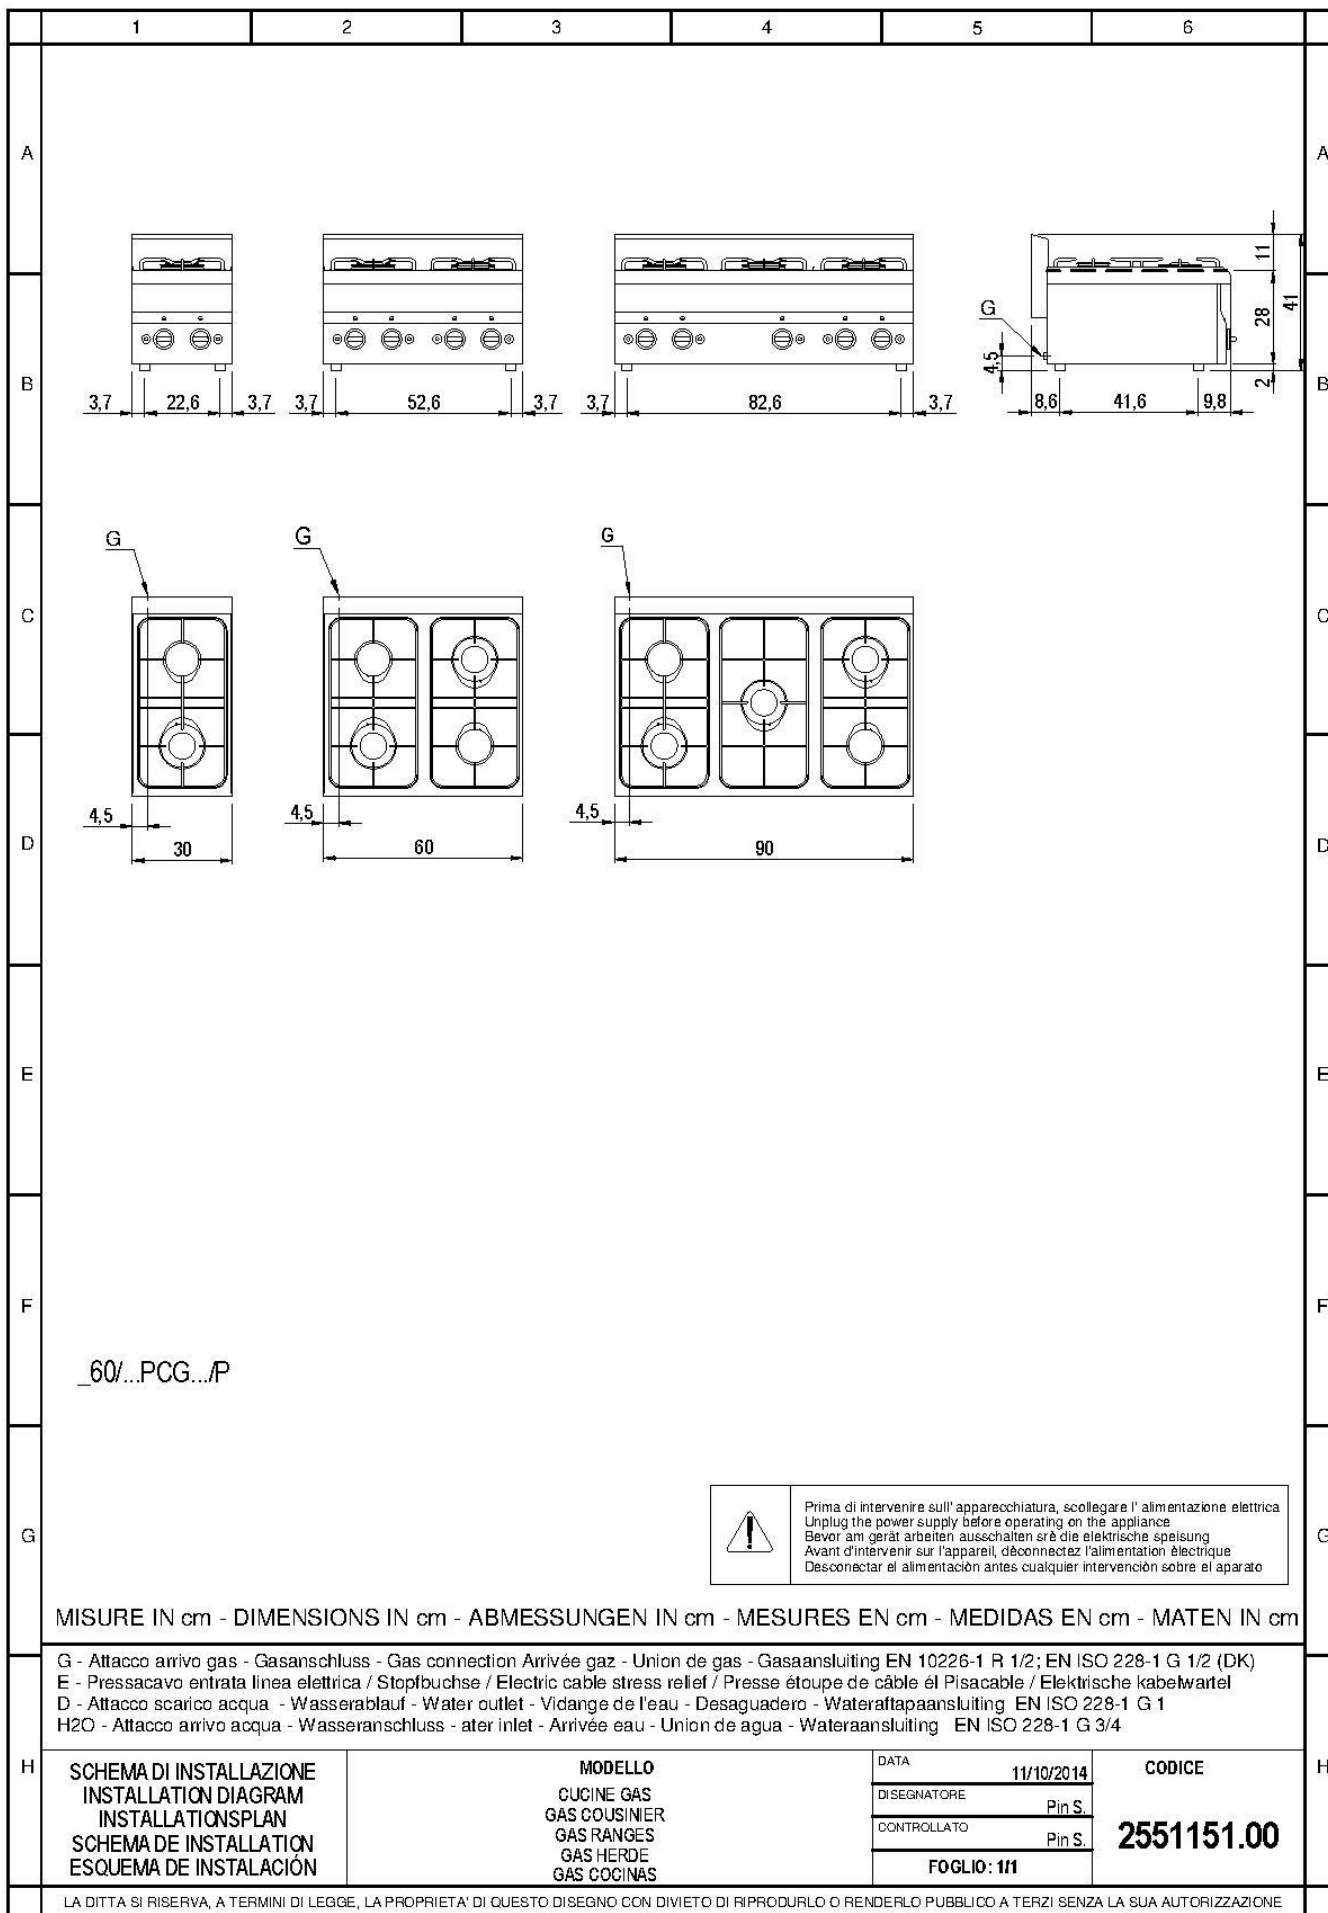 1 2 3 4 5 6
A A
11
41
28
G
4,5
B B
2
3,7 22,6 3,7 3,7 52,6 3,7 3,7 82,6 3,7 8,6 41,6 9,8
G G G
C C
4,5 4,5 4,5
D D
30 60 90
E E
F F
_60/...PCG.../P
G G
Prima di intervenire sull' apparecchiatura, scollegare l' alimentazione elettrica
Unplug the power supply before operating on the appliance
Bevor am gerät arbeiten ausschalten srè die elektrische speisung
Avant d'intervenir sur l'appareil, dèconnectez l'alimentation èlectrique
Desconectar el alimentaciòn antes cualquier intervenciòn sobre el aparato
MISURE IN cm - DIMENSIONS IN cm - ABMESSUNGEN IN cm - MESURES EN cm - MEDIDAS EN cm - MATEN IN cm
G - Attacco arrivo gas - Gasanschluss - Gas connection Arrivée gaz - Union de gas - Gasaansluiting EN 10226-1 R 1/2; EN ISO 228-1 G 1/2 (DK)
E - Pressacavo entrata linea elettrica / Stopfbuchse / Electric cable stress relief / Presse étoupe de câble él Pisacable / Elektrische kabelwartel
D - Attacco scarico acqua - Wasserablauf - Water outlet - Vidange de l'eau - Desaguadero - Wateraftapaansluiting EN ISO 228-1 G 1
H2O - Attacco arrivo acqua - Wasseranschluss - ater inlet - Arrivée eau - Union de agua - Wateraansluiting EN ISO 228-1 G 3/4
H H
SCHEMA DI INSTALLAZIONE
INSTALLATION DIAGRAM
INSTALLATIONSPLAN
SCHEMA DE INSTALLATION
ESQUEMA DE INSTALACIÓN
MODELLO
CUCINE GAS
GAS COUSINIER
GAS RANGES
GAS HERDE
GAS COCINAS
DATA 11/10/2014
DISEGNATORE Pin S.
CONTROLLATO Pin S.
FOGLIO: 1/1
CODICE
2551151.00
LA DITTA SI RISERVA, A TERMINI DI LEGGE, LA PROPRIETA' DI QUESTO DISEGNO CON DIVIETO DI RIPRODURLO O RENDERLO PUBBLICO A TERZI SENZA LA SUA AUTORIZZAZIONE